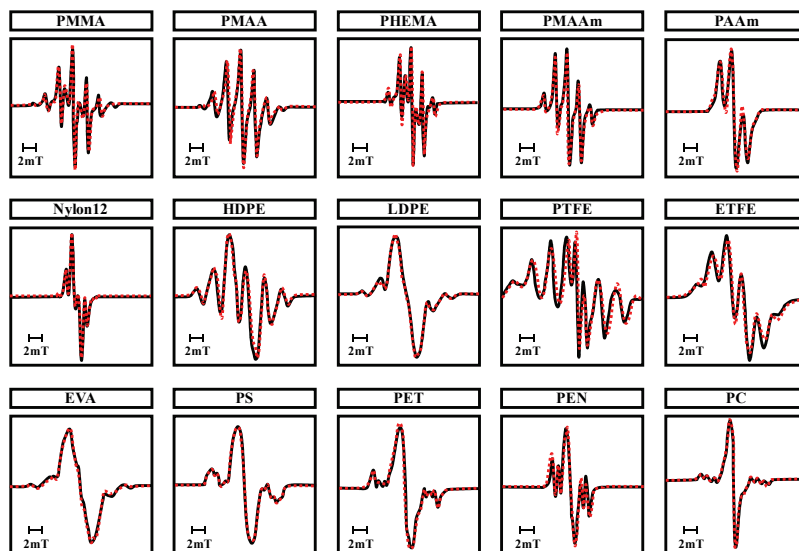 PMMA PMAA PHEMA PMAAm PAAm
2mT 2mT 2mT 2mT 2mT
Nylon12 HDPE LDPE PTFE ETFE
2mT 2mT 2mT 2mT 2mT
EVA PS PET PEN PC
2mT 2mT 2mT 2mT 2mT